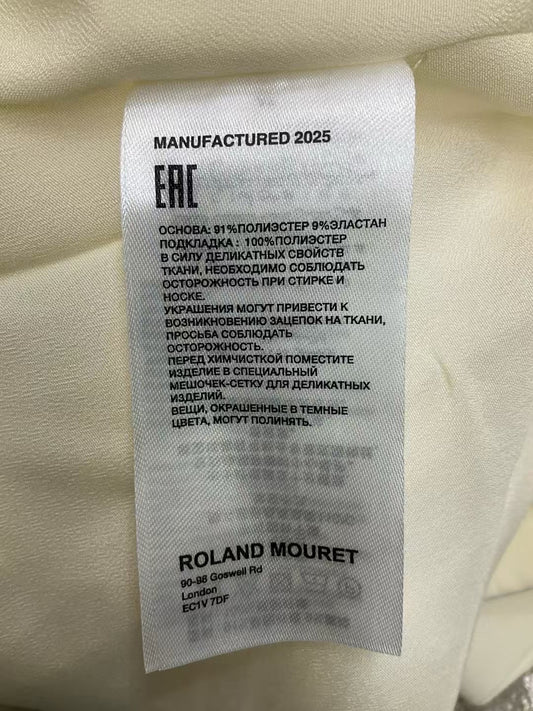 MANUFACTURED 2025
EAC
ОСНОВА: 91%ПОЛИЭСТЕР 9%ЭЛАСТАН
ПОДКЛАДКА : 100%ПОЛИЭСТЕР
В СИЛУ ДЕЛИКАТНЫХ СВОЙСТВ
ТКАНИ, НЕОБХОДИМО СОБЛЮДАТЬ
ОСТОРОЖНОСТЬ ПРИ СТИРКЕ И
НОСКЕ.
УКРАШЕНИЯ МОГУТ ПРИВЕСТИ К
ВОЗНИКНОВЕНИЮ ЗАЦЕПОК НА ТКАНИ,
ПРОСЬБА СОБЛЮДАТЬ
ОСТОРОЖНОСТЬ.
ПЕРЕД ХИМЧИСТКОЙ ПОМЕСТИТЕ
ИЗДЕЛИЕ В СПЕЦИАЛЬНЫЙ
МЕШОЧЕК-СЕТКУ ДЛЯ ДЕЛИКАТНЫХ
ИЗДЕЛИЙ.
ВЕЩИ, ОКРАШЕННЫЕ В ТЕМНЫЕ
ЦВЕТА, МОГУТ ПОЛИНЯТЬ.
ROLAND MOURET
90-98 Goswell Rd
London
EC1V 7DF